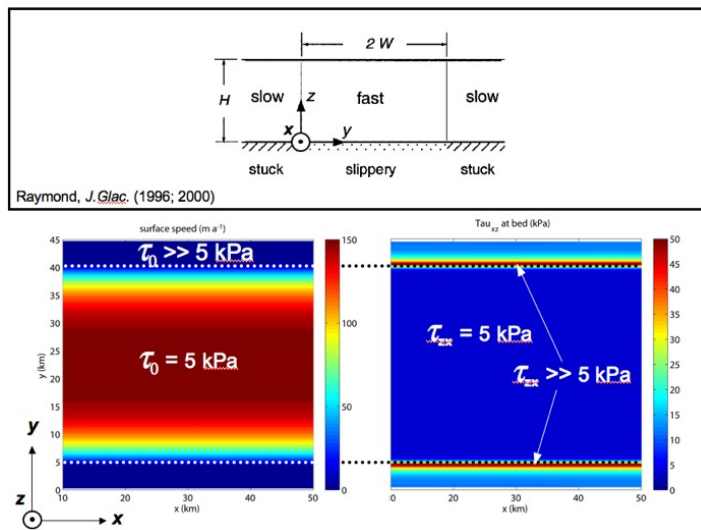 2 W
H
slow
z
fast
slow
x
y
stuck
slippery
stuck
Raymond, J.Glac. (1996; 2000)
surface speed (m a⁻¹)
45
40
35
30
25
20
15
10
5
0
y (km)
τ₀ >> 5 kPa
τ₀ = 5 kPa
10
20
30
40
50
x (km)
150
100
50
0
Tau_xz at bed (kPa)
τ_zx = 5 kPa
τ_zx >> 5 kPa
0
10
20
30
40
50
x (km)
50
45
40
35
30
25
20
15
10
5
0
y
z
x